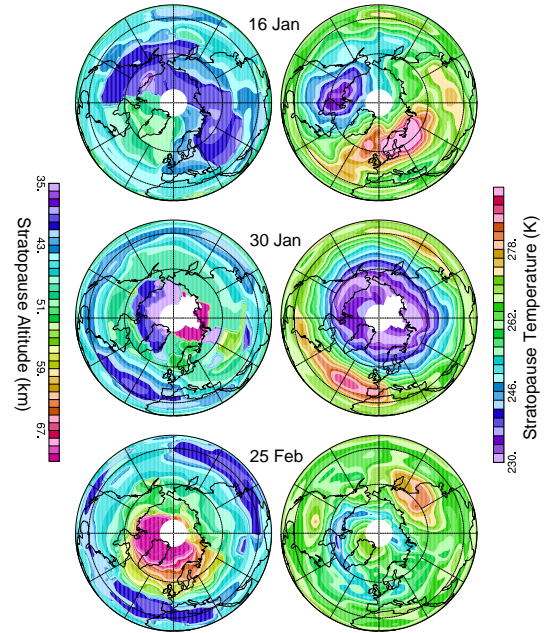 16 Jan
35.
43.
51.
59.
67.
Stratopause Altitude (km)
278.
262.
246.
230.
Stratopause Temperature (K)
30 Jan
25 Feb